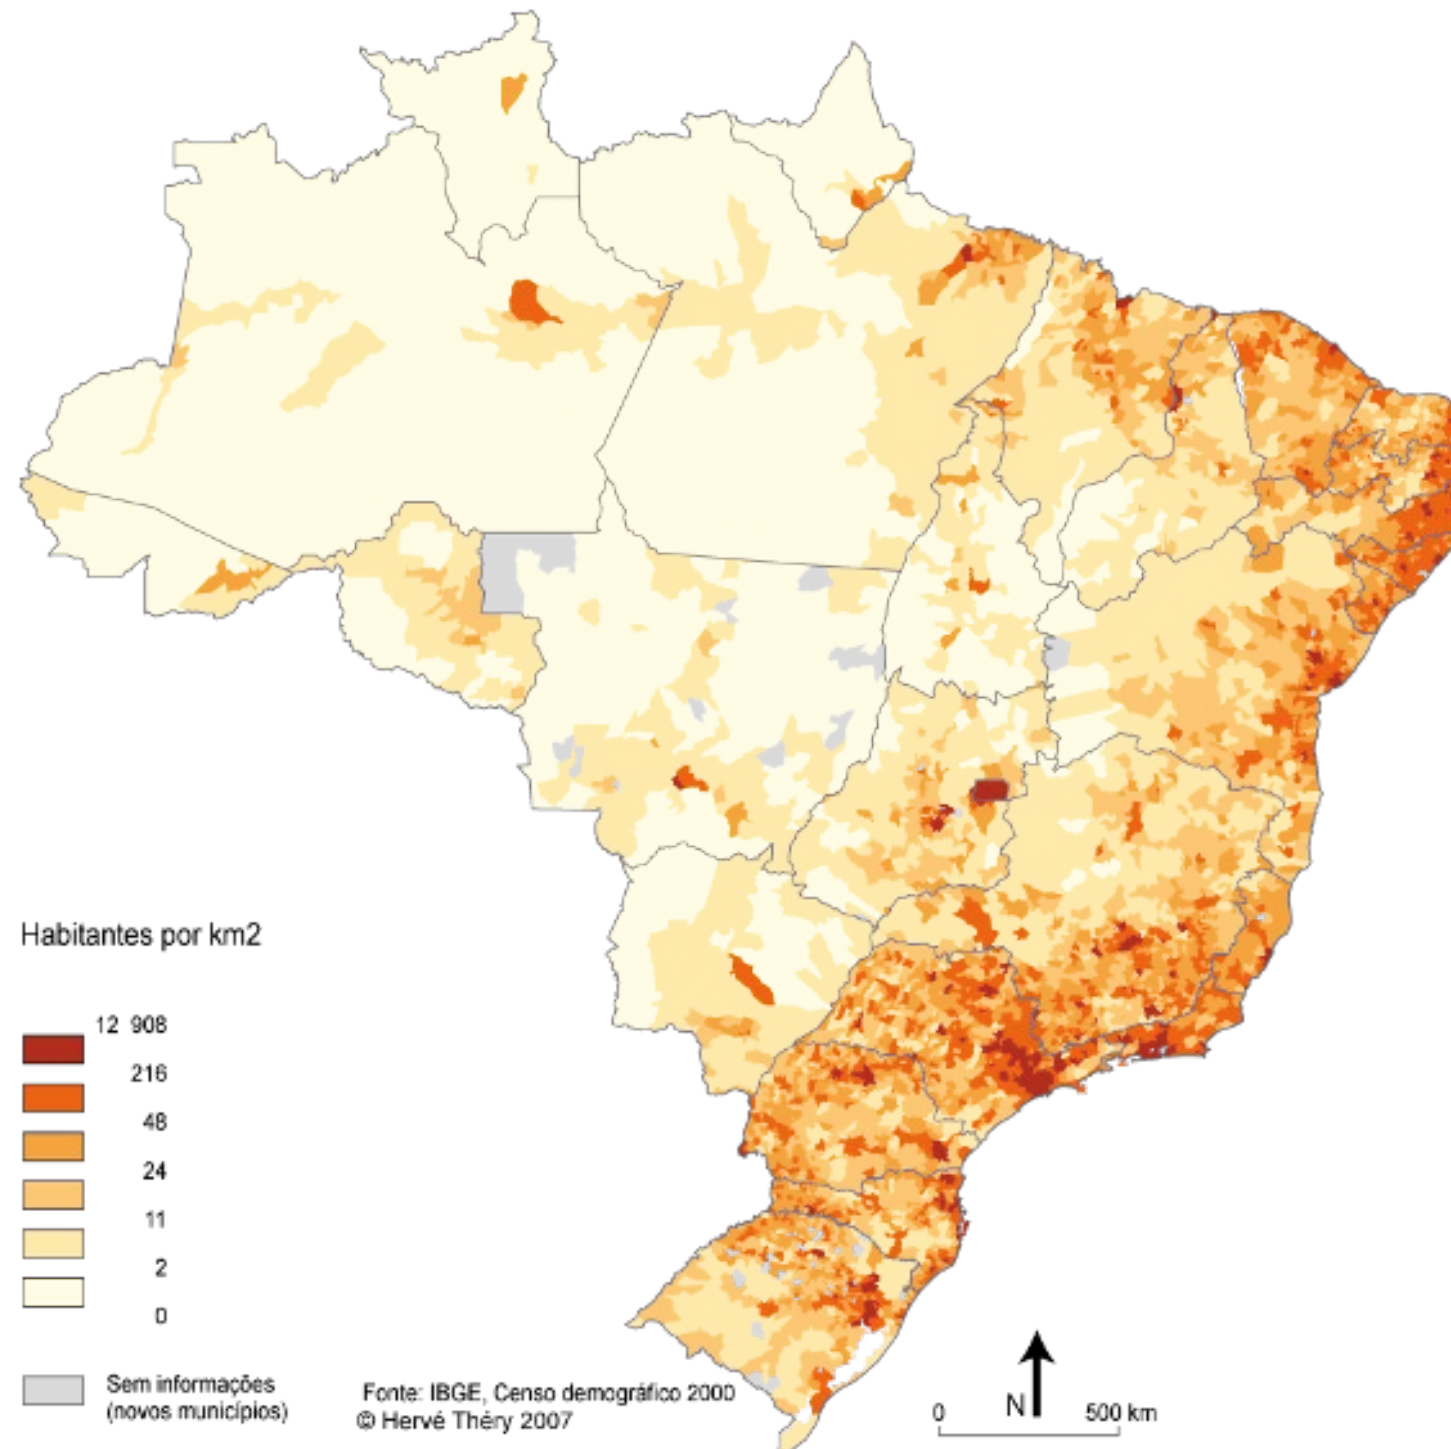 Habitantes por km2
12 908
216
48
24
11
2
0
Sem informações
(novos municípios)
Fonte: IBGE, Censo demográfico 2000
© Hervé Théry 2007
N
0 500 km